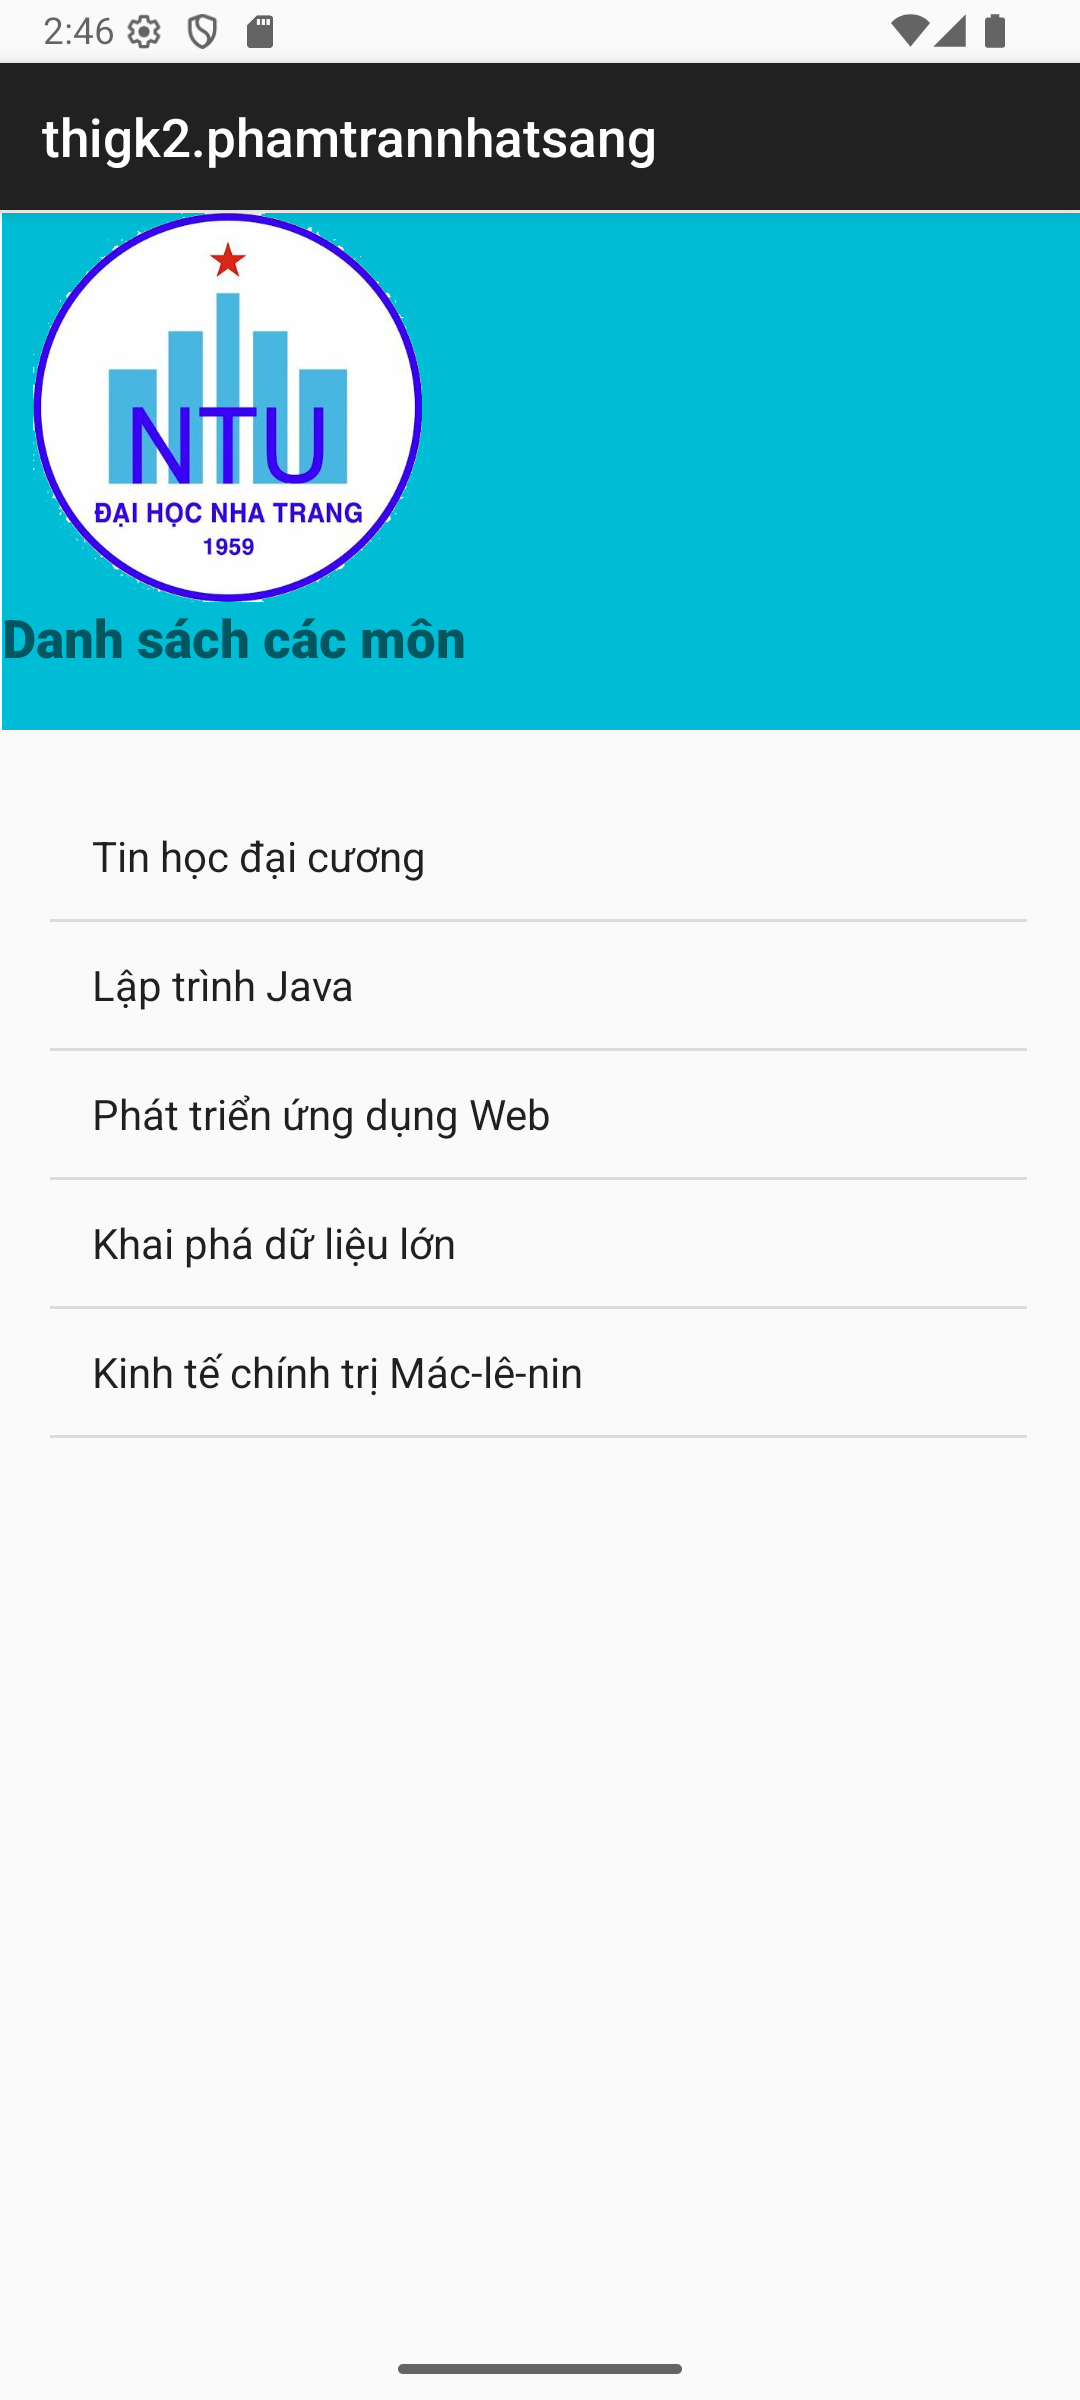 2:46
thigk2.phamtrannhatsang
NTU
ĐẠI HỌC NHA TRANG
1959
Danh sách các môn
Tin học đại cương
Lập trình Java
Phát triển ứng dụng Web
Khai phá dữ liệu lớn
Kinh tế chính trị Mác-lê-nin